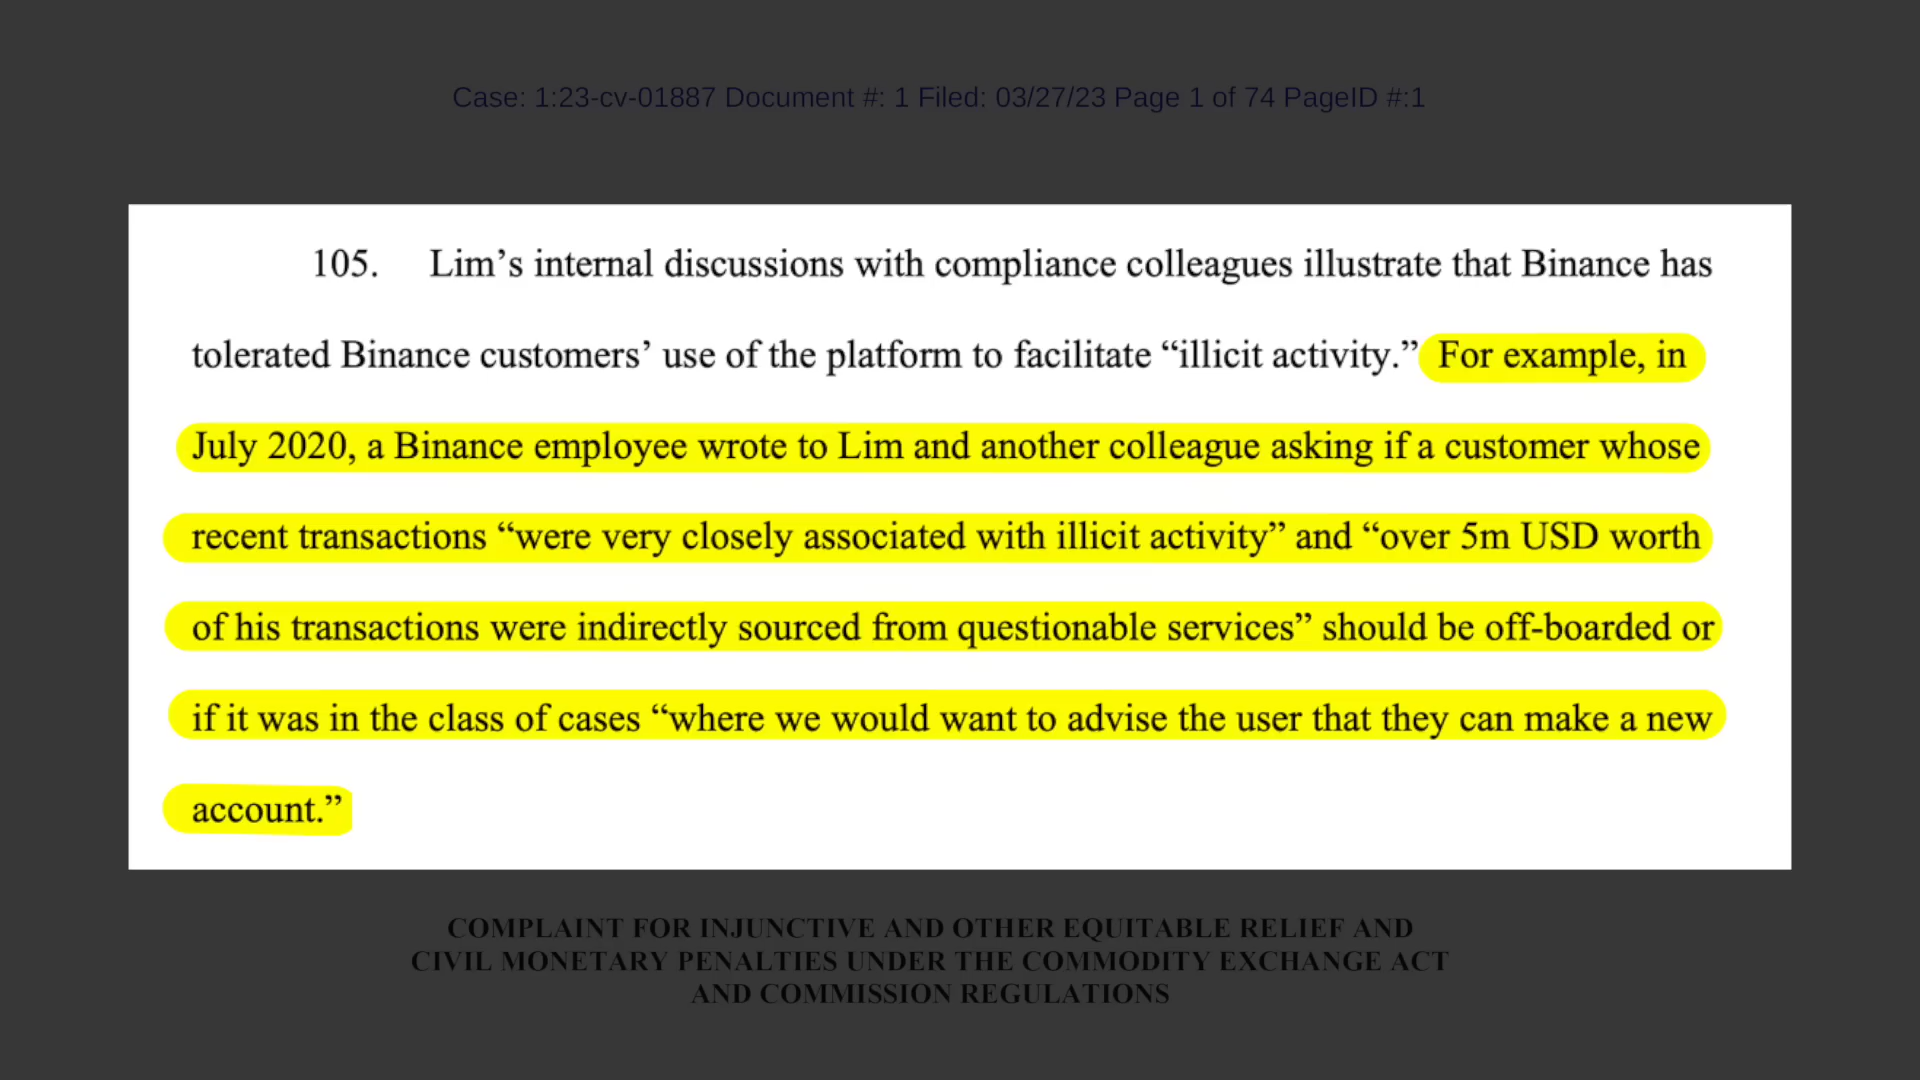 Case: 1:23-cv-01887 Document #: 1 Filed: 03/27/23 Page 1 of 74 PageID #:1
105. Lim’s internal discussions with compliance colleagues illustrate that Binance has
tolerated Binance customers’ use of the platform to facilitate “illicit activity.” For example, in
July 2020, a Binance employee wrote to Lim and another colleague asking if a customer whose
recent transactions “were very closely associated with illicit activity” and “over 5m USD worth
of his transactions were indirectly sourced from questionable services” should be off-boarded or
if it was in the class of cases “where we would want to advise the user that they can make a new
account.”
COMPLAINT FOR INJUNCTIVE AND OTHER EQUITABLE RELIEF AND
CIVIL MONETARY PENALTIES UNDER THE COMMODITY EXCHANGE ACT
AND COMMISSION REGULATIONS